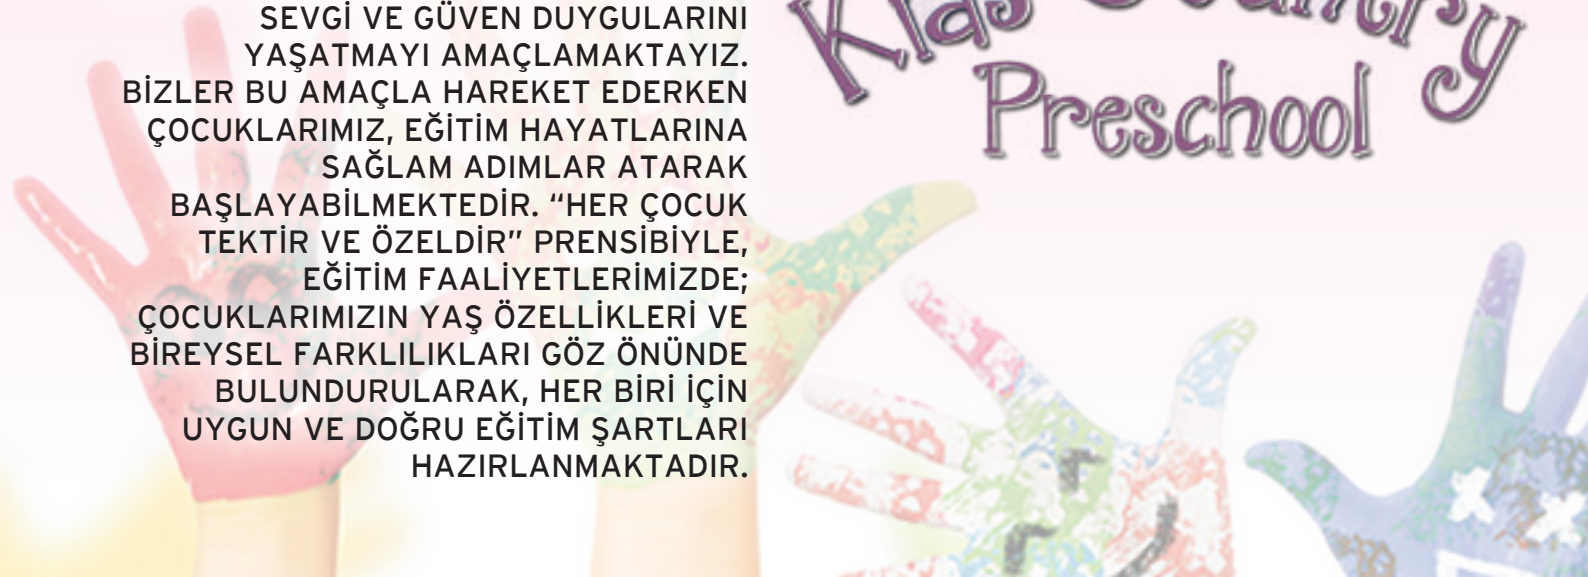 SEVGİ VE GÜVEN DUYGULARINI
YAŞATMAYI AMAÇLAMAKTAYIZ.
BİZLER BU AMAÇLA HAREKET EDERKEN
ÇOCUKLARIMIZ, EĞİTİM HAYATLARINA
SAĞLAM ADIMLAR ATARAK
BAŞLAYABİLMEKTEDİR. “HER ÇOCUK
TEKTİR VE ÖZELDİR” PRENSİBİYLE,
EĞİTİM FAALİYETLERİMİZDE;
ÇOCUKLARIMIZIN YAŞ ÖZELLİKLERİ VE
BİREYSEL FARKLILIKLARI GÖZ ÖNÜNDE
BULUNDURULARAK, HER BİRİ İÇİN
UYGUN VE DOĞRU EĞİTİM ŞARTLARI
HAZIRLANMAKTADIR.
Kids Country
Preschool